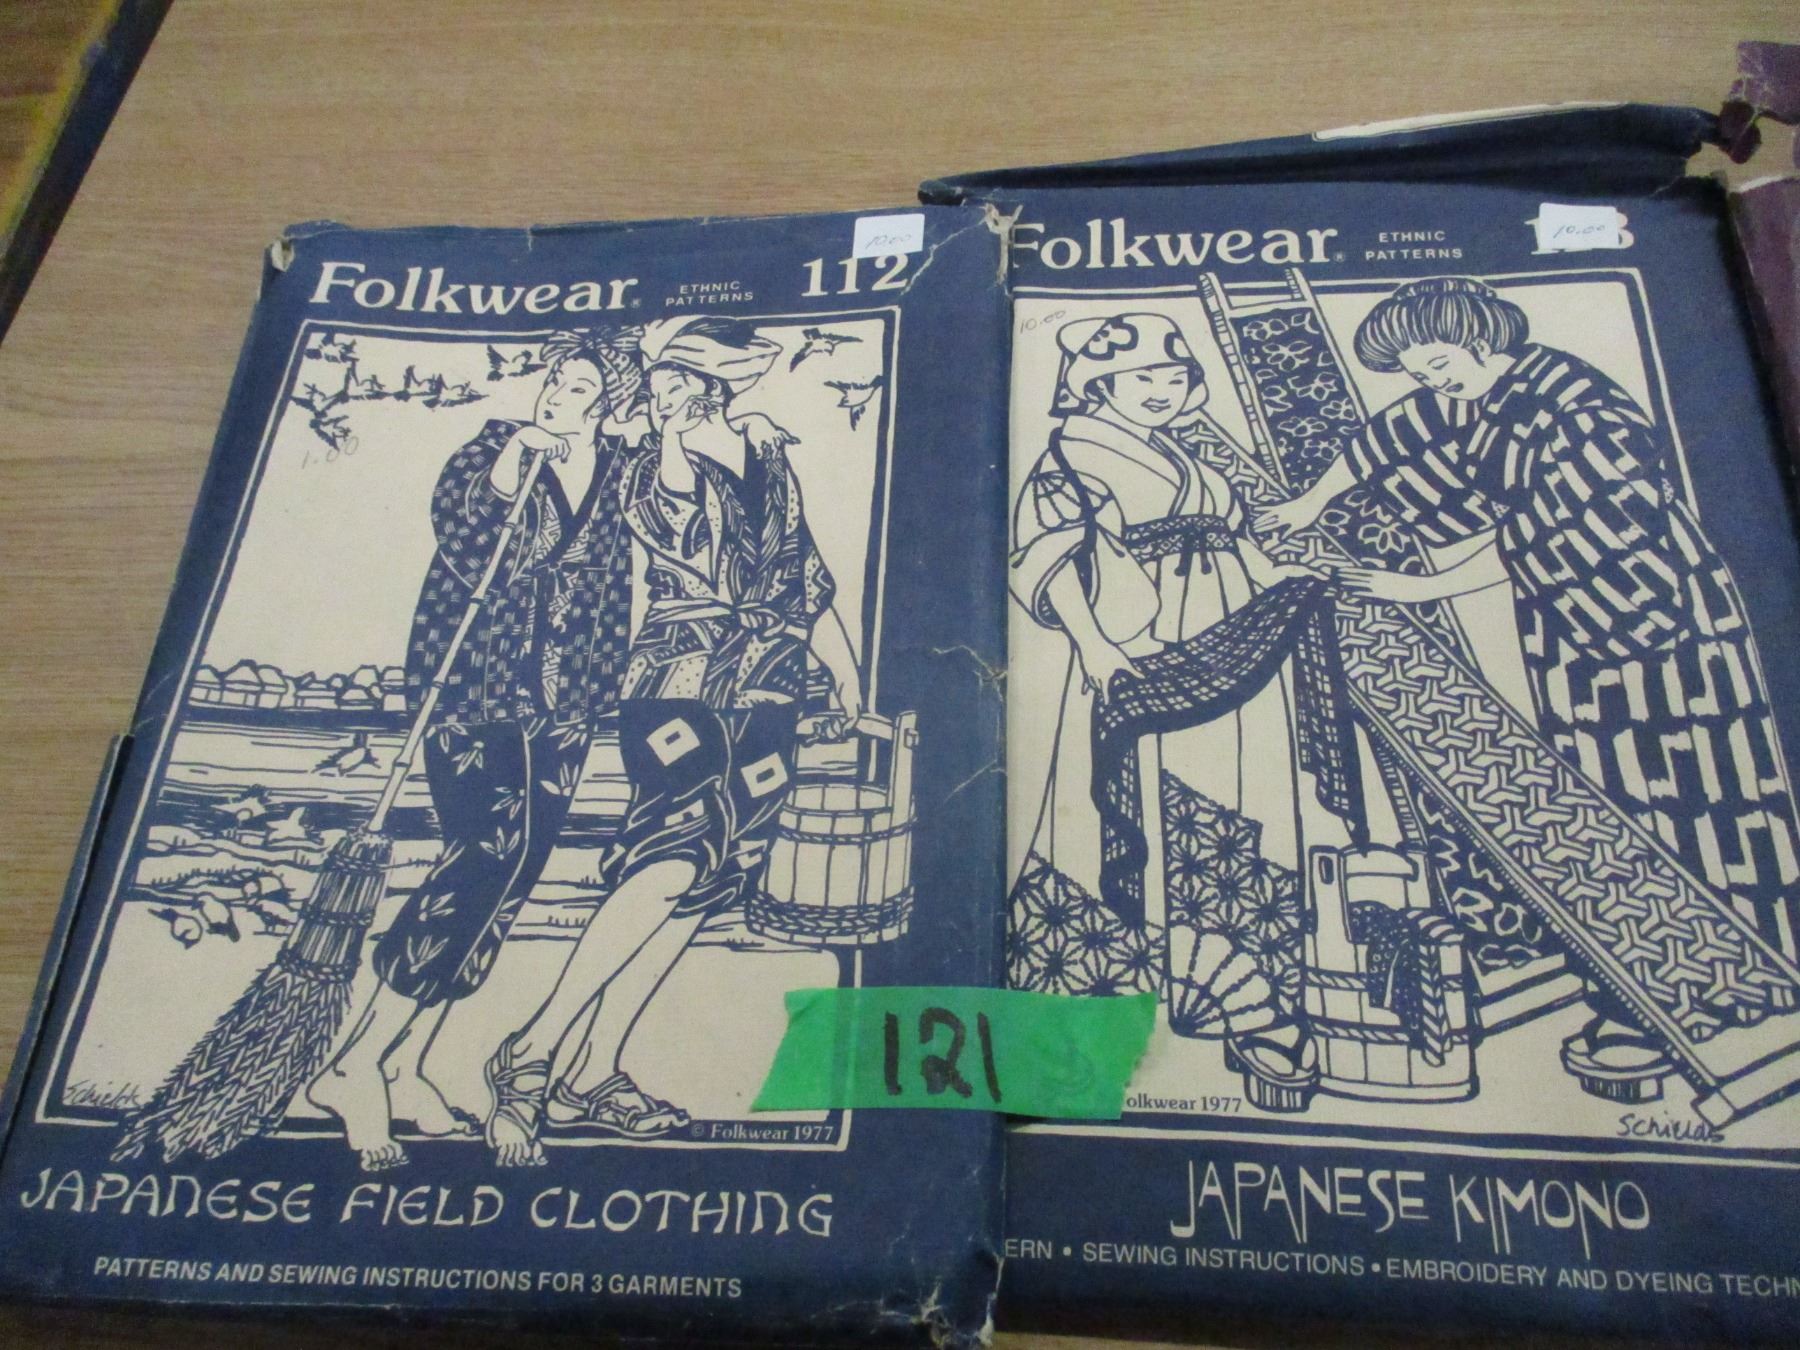 10.00
Folkwear® ETHNIC PATTERNS 112
1.00
Schields
© Folkwear 1977
JAPANESE FIELD CLOTHING
PATTERNS AND SEWING INSTRUCTIONS FOR 3 GARMENTS
121
10.00
Folkwear® ETHNIC PATTERNS
10.00
olkwear 1977
Schields
JAPANESE KIMONO
ERN • SEWING INSTRUCTIONS • EMBROIDERY AND DYEING TECHN